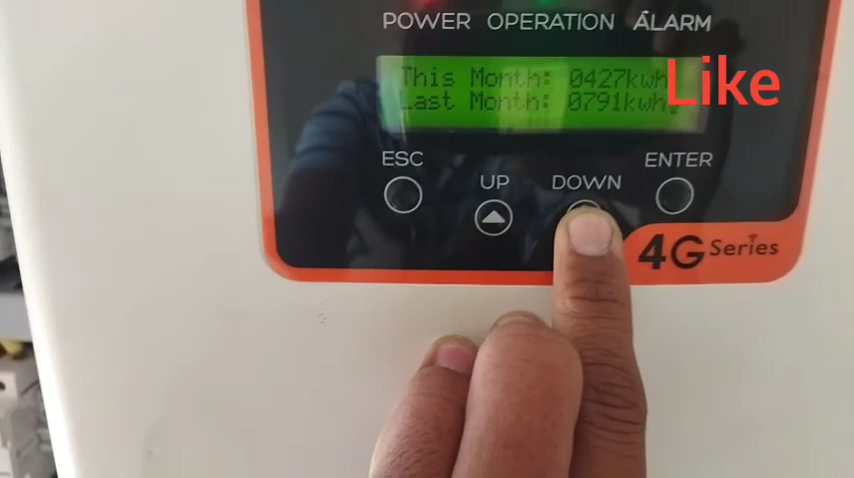 POWER OPERATION ALARM
This Month: 0427kwh
Last Month: 0791kwh
Like
ESC
UP
DOWN
ENTER
4G Series